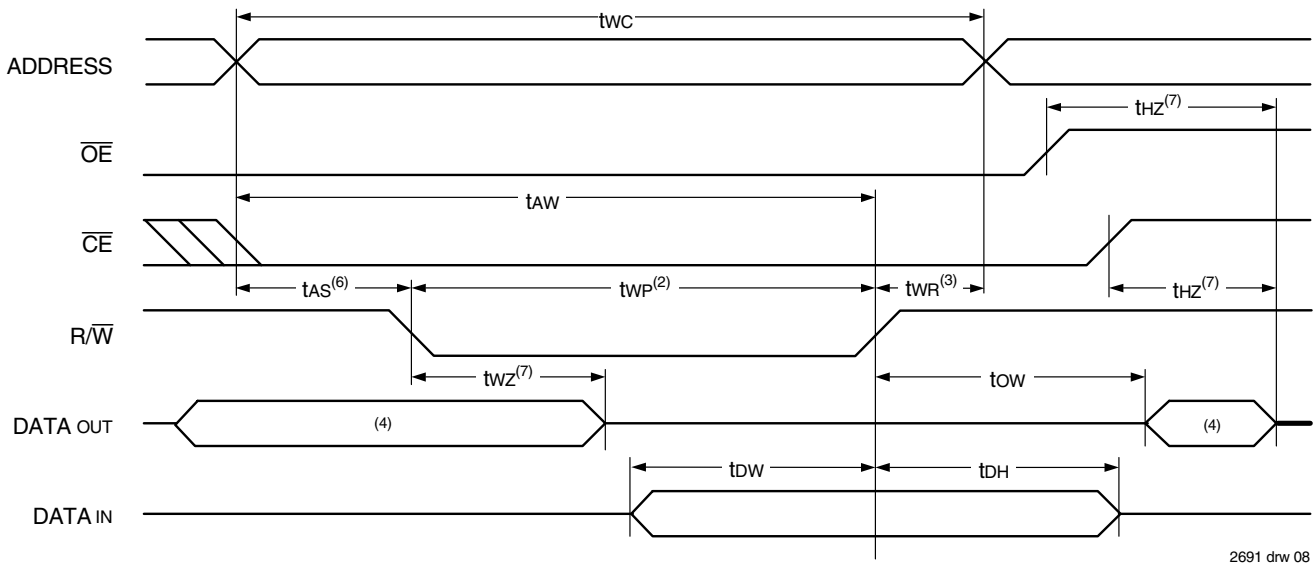 tWC
ADDRESS
tHZ(7)
OE
tAW
CE
tAS(6) tWP(2) tWR(3) tHZ(7)
R/W
tWZ(7) tOW
DATA OUT (4) (4)
tDW tDH
DATA IN
2691 drw 08